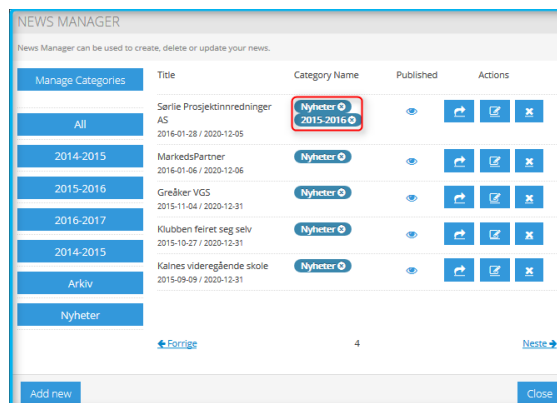 NEWS MANAGER
News Manager can be used to create, delete or update your news.
Manage Categories
All
2014-2015
2015-2016
2016-2017
2014-2015
Arkiv
Nyheter
Title Category Name Published Actions
Sørlie Prosjektinnredninger
AS
2016-01-28 / 2020-12-05
Nyheter
2015-2016
MarkedsPartner
2016-01-06 / 2020-12-06
Nyheter
Greåker VGS
2015-11-04 / 2020-12-31
Nyheter
Klubben feiret seg selv
2015-10-27 / 2020-12-31
Nyheter
Kalnes videregående skole
2015-09-09 / 2020-12-31
Nyheter
Forrige 4 Neste
Add new Close